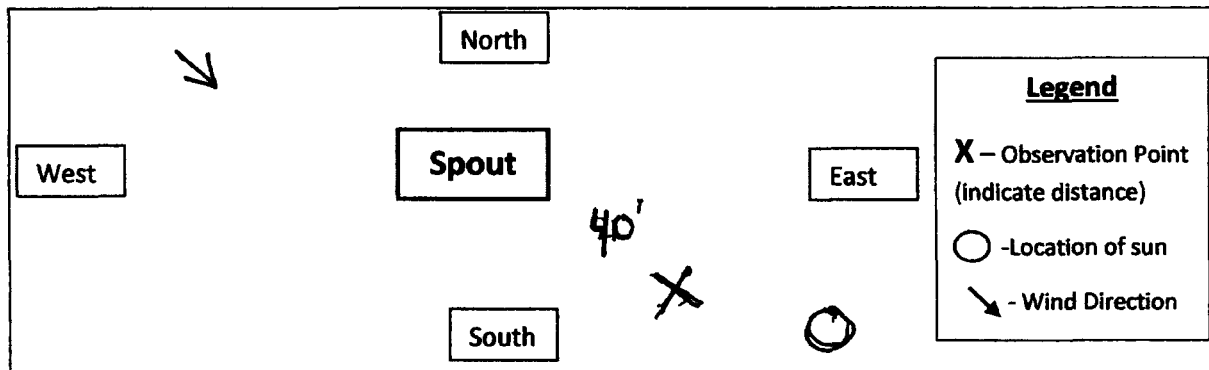 North
West
Spout
East
40'
South
Legend
X – Observation Point
(indicate distance)
-Location of sun
- Wind Direction